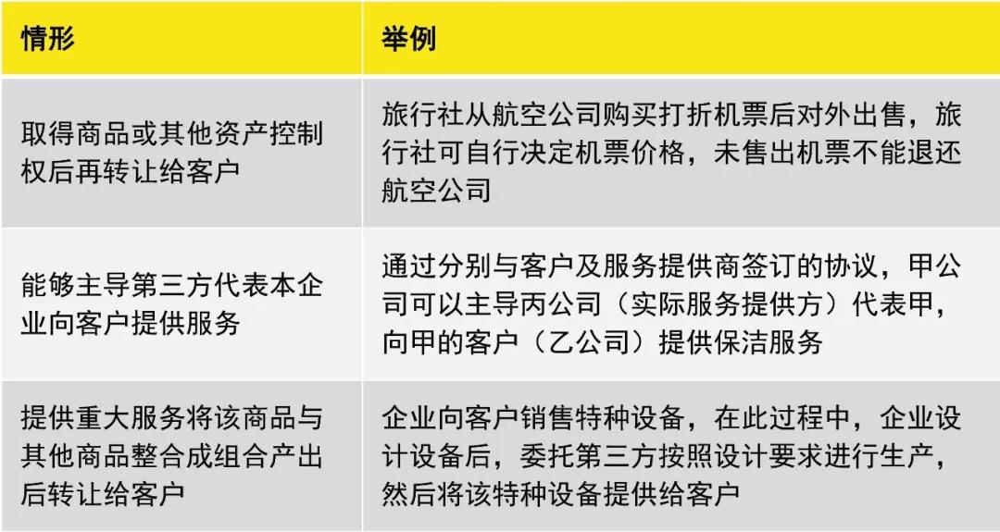 情形
举例
取得商品或其他资产控制
权后再转让给客户
旅行社从航空公司购买打折机票后对外出售，旅
行社可自行决定机票价格，未售出机票不能退还
航空公司
能够主导第三方代表本企
业向客户提供服务
通过分别与客户及服务提供商签订的协议，甲公
司可以主导丙公司（实际服务提供方）代表甲，
向甲的客户（乙公司）提供保洁服务
提供重大服务将该商品与
其他商品整合成组合产出
后转让给客户
企业向客户销售特种设备，在此过程中，企业设
计设备后，委托第三方按照设计要求进行生产，
然后将该特种设备提供给客户